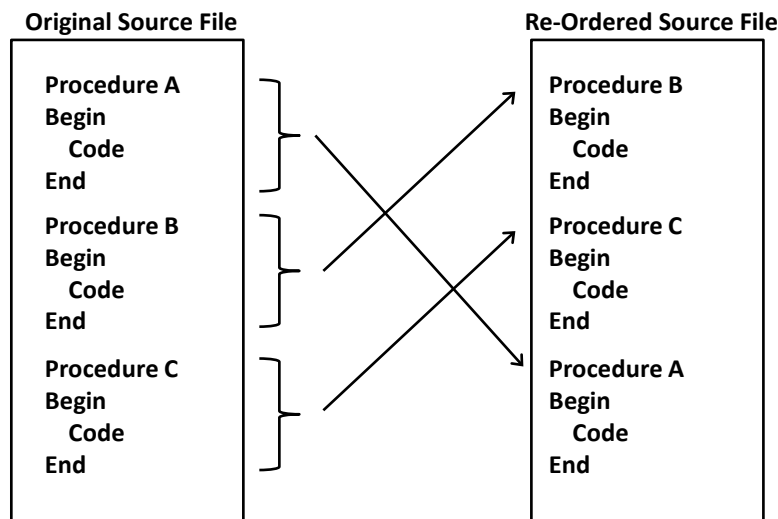 Original Source File
Procedure A
Begin
Code
End
Procedure B
Begin
Code
End
Procedure C
Begin
Code
End
Re-Ordered Source File
Procedure B
Begin
Code
End
Procedure C
Begin
Code
End
Procedure A
Begin
Code
End